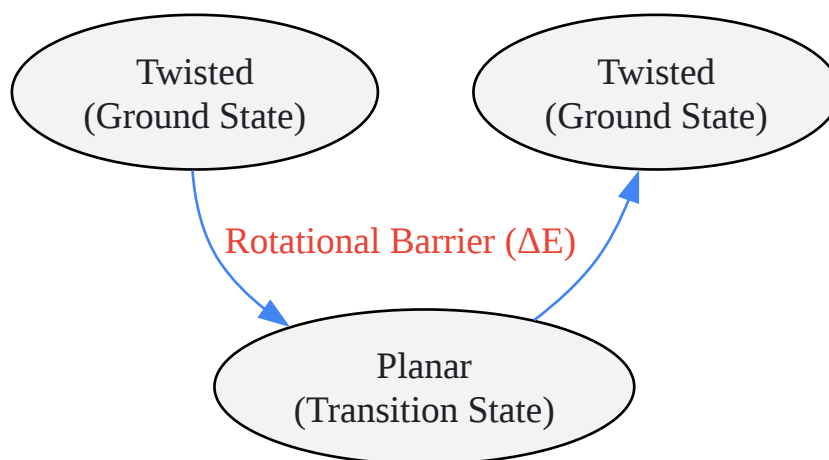 Twisted
(Ground State)
Twisted
(Ground State)
Rotational Barrier (ΔE)
Planar
(Transition State)